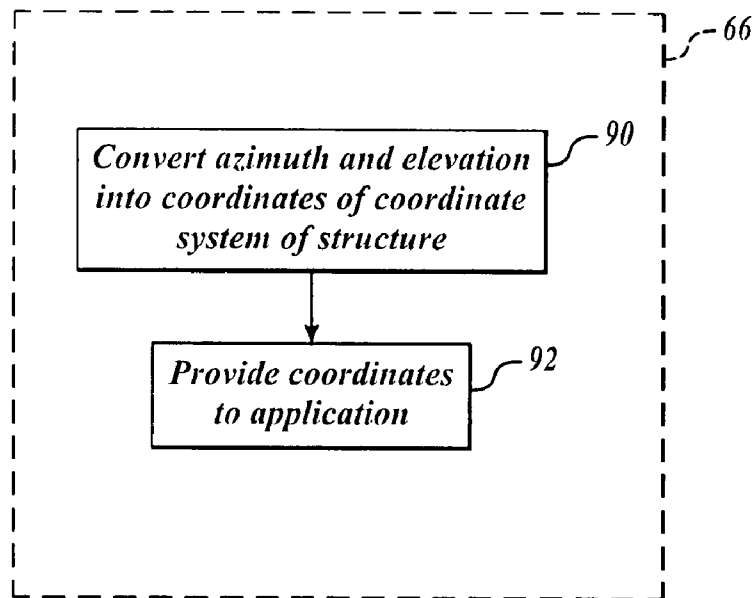 66
90
Convert azimuth and elevation
into coordinates of coordinate
system of structure
92
Provide coordinates
to application